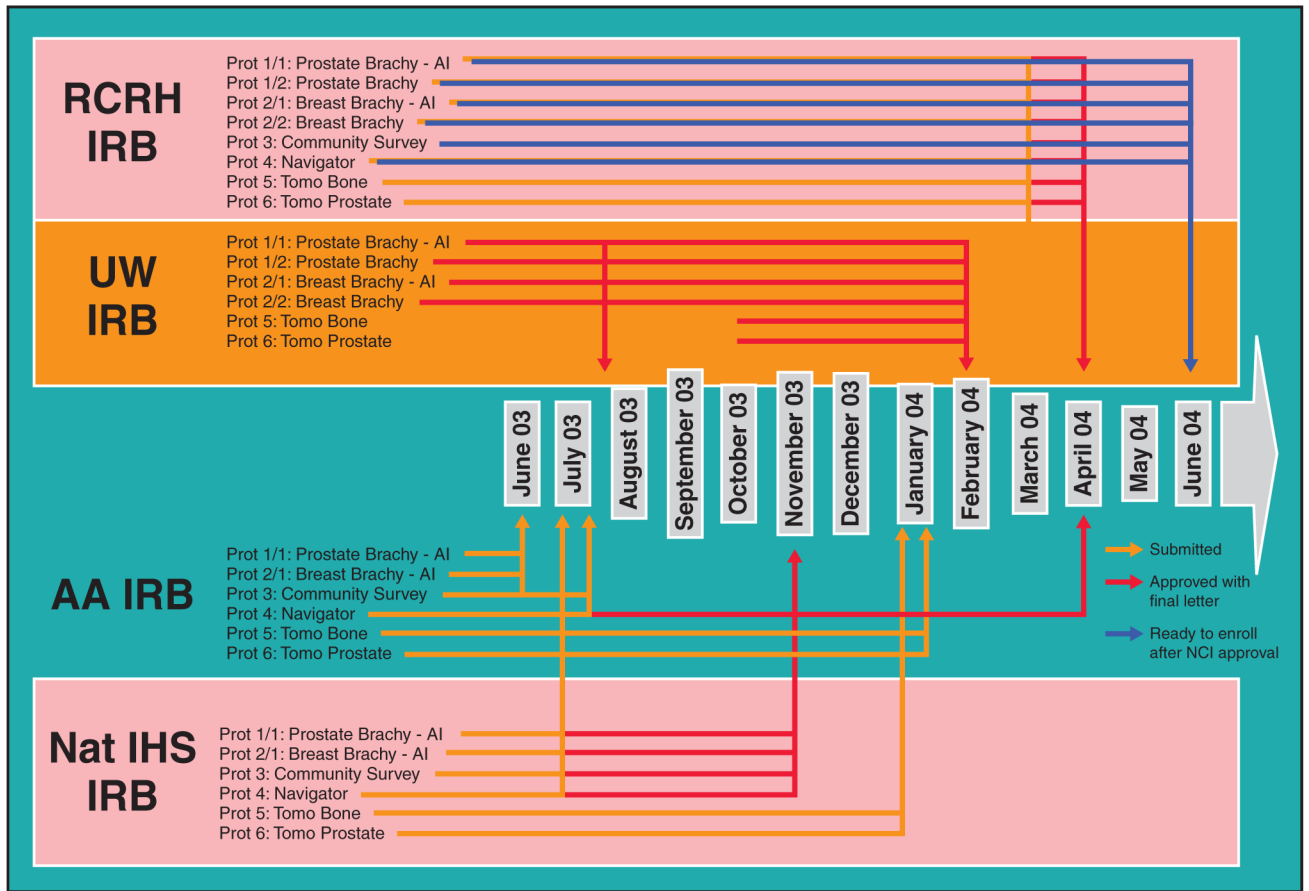 RCRH
IRB
Prot 1/1: Prostate Brachy - AI
Prot 1/2: Prostate Brachy
Prot 2/1: Breast Brachy - AI
Prot 2/2: Breast Brachy
Prot 3: Community Survey
Prot 4: Navigator
Prot 5: Tomo Bone
Prot 6: Tomo Prostate
UW
IRB
Prot 1/1: Prostate Brachy - AI
Prot 1/2: Prostate Brachy
Prot 2/1: Breast Brachy - AI
Prot 2/2: Breast Brachy
Prot 5: Tomo Bone
Prot 6: Tomo Prostate
June 03
July 03
August 03
September 03
October 03
November 03
December 03
January 04
February 04
March 04
April 04
May 04
June 04
AA IRB
Prot 1/1: Prostate Brachy - AI
Prot 2/1: Breast Brachy - AI
Prot 3: Community Survey
Prot 4: Navigator
Prot 5: Tomo Bone
Prot 6: Tomo Prostate
Submitted
Approved with
final letter
Ready to enroll
after NCI approval
Nat IHS
IRB
Prot 1/1: Prostate Brachy - AI
Prot 2/1: Breast Brachy - AI
Prot 3: Community Survey
Prot 4: Navigator
Prot 5: Tomo Bone
Prot 6: Tomo Prostate